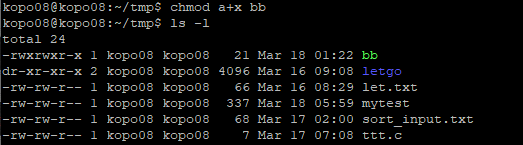 kopo08@kopo08:~/tmp$ chmod a+x bb
kopo08@kopo08:~/tmp$ ls -l
total 24
-rwxrwxr-x 1 kopo08 kopo08   21 Mar 18 01:22 bb
dr-xr-xr-x 2 kopo08 kopo08 4096 Mar 16 09:08 letgo
-rw-rw-r-- 1 kopo08 kopo08   66 Mar 16 08:29 let.txt
-rw-rw-r-- 1 kopo08 kopo08  337 Mar 18 05:59 mytest
-rw-rw-r-- 1 kopo08 kopo08   68 Mar 17 02:00 sort_input.txt
-rw-rw-r-- 1 kopo08 kopo08    7 Mar 17 07:08 ttt.c